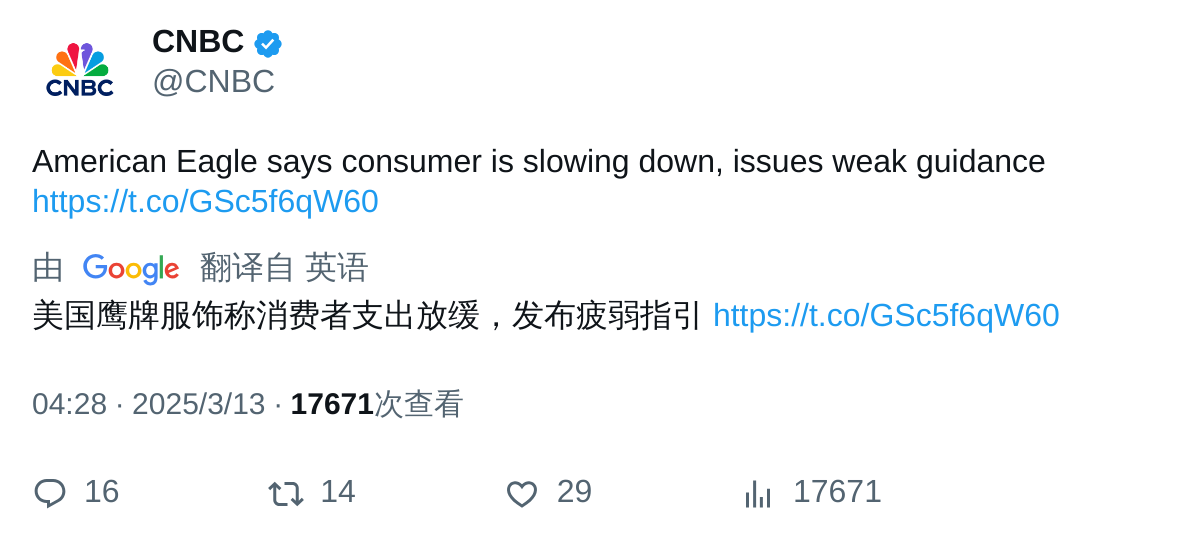 CNBC
CNBC
@CNBC
American Eagle says consumer is slowing down, issues weak guidance
https://t.co/GSc5f6qW60
由 Google 翻译自 英语
美国鹰牌服饰称消费者支出放缓，发布疲弱指引 https://t.co/GSc5f6qW60
04:28 · 2025/3/13 · 17671次查看
16 14 29 17671